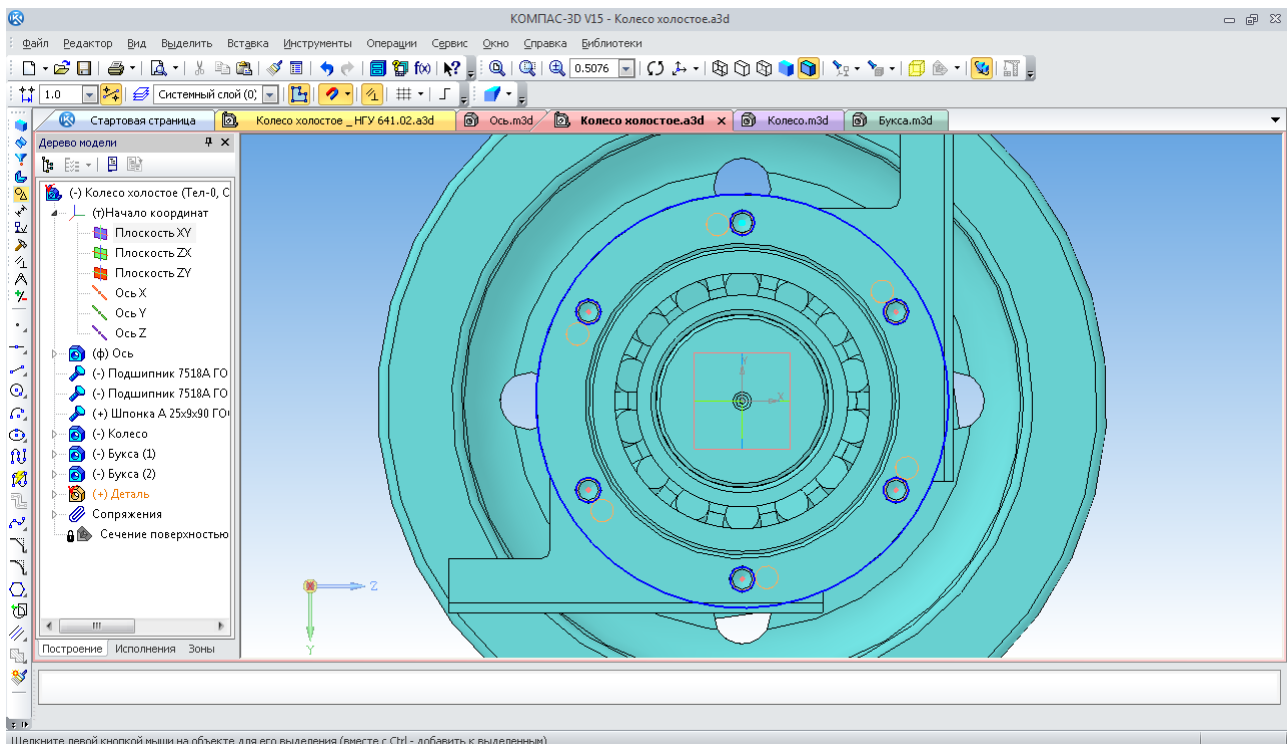 КОМПАС-3D V15 - Колесо холостое.a3d
Файл Редактор Вид Выделить Вставка Инструменты Операции Сервис Окно Справка Библиотеки
f(x) 0.5076
1.0 Системный слой (0)
Стартовая страница Колесо холостое _ НГУ 641.02.a3d Ось.m3d Колесо холостое.a3d Колесо.m3d Букса.m3d
Дерево модели
(-) Колесо холостое (Тел-0, С
(т)Начало координат
Плоскость XY
Плоскость ZX
Плоскость ZY
Ось X
Ось Y
Ось Z
(ф) Ось
(-) Подшипник 7518А ГО
(-) Подшипник 7518А ГО
(+) Шпонка А 25х9х90 ГО
(-) Колесо
(-) Букса (1)
(-) Букса (2)
(+) Деталь
Сопряжения
Сечение поверхностью
Построение Исполнения Зоны
Y
X
Z
Y
Щелкните левой кнопкой мыши на объекте для его выделения (вместе с Ctrl - добавить к выделенным)